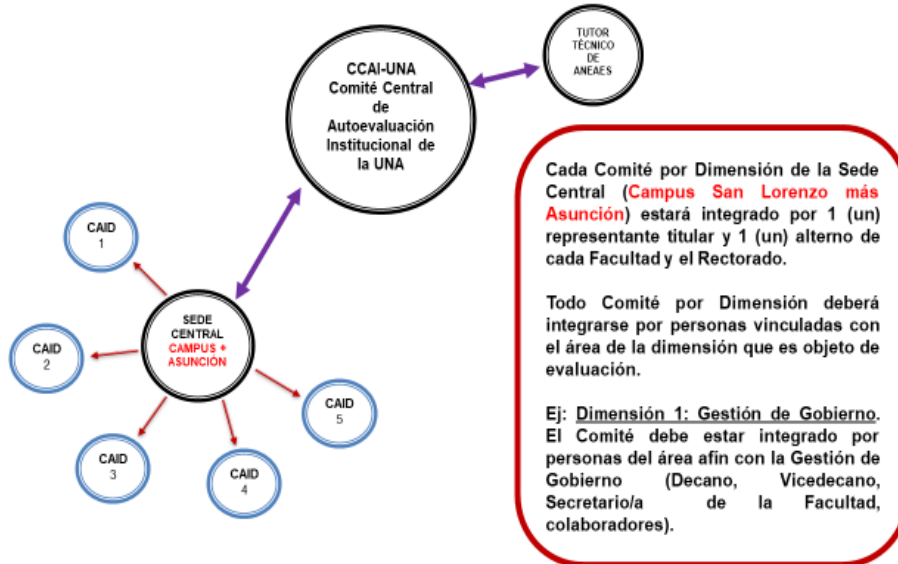 TUTOR
TÉCNICO
DE
ANEAES
CCAI-UNA
Comité Central
de
Autoevaluación
Institucional de
la UNA
CAID
1
CAID
2
CAID
3
CAID
4
CAID
5
SEDE
CENTRAL
CAMPUS +
ASUNCIÓN
Cada Comité por Dimensión de la Sede
Central (Campus San Lorenzo más
Asunción) estará integrado por 1 (un)
representante titular y 1 (un) alterno de
cada Facultad y el Rectorado.
Todo Comité por Dimensión deberá
integrarse por personas vinculadas con
el área de la dimensión que es objeto de
evaluación.
Ej: Dimensión 1: Gestión de Gobierno.
El Comité debe estar integrado por
personas del área afín con la Gestión de
Gobierno (Decano, Vicedecano,
Secretario/a de la Facultad,
colaboradores).